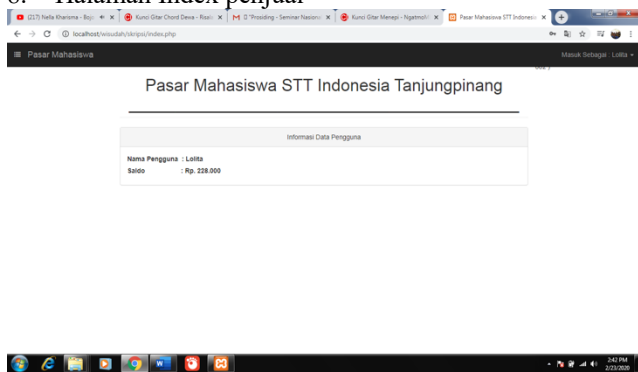 Halaman index penjual
(217) Nella Kharisma - Bojo
Kunci Gitar Chord Dewa - Risalah
"Prosiding - Seminar Nasional
Kunci Gitar Menepi - Ngatmombilung
Pasar Mahasiswa STT Indonesia
localhost/wisudah/skripsi/index.php
Pasar Mahasiswa
Masuk Sebagai Lolita
Pasar Mahasiswa STT Indonesia Tanjungpinang
Informasi Data Pengguna
Nama Pengguna : Lolita
Saldo : Rp. 228.000
2:42 PM
2/23/2020